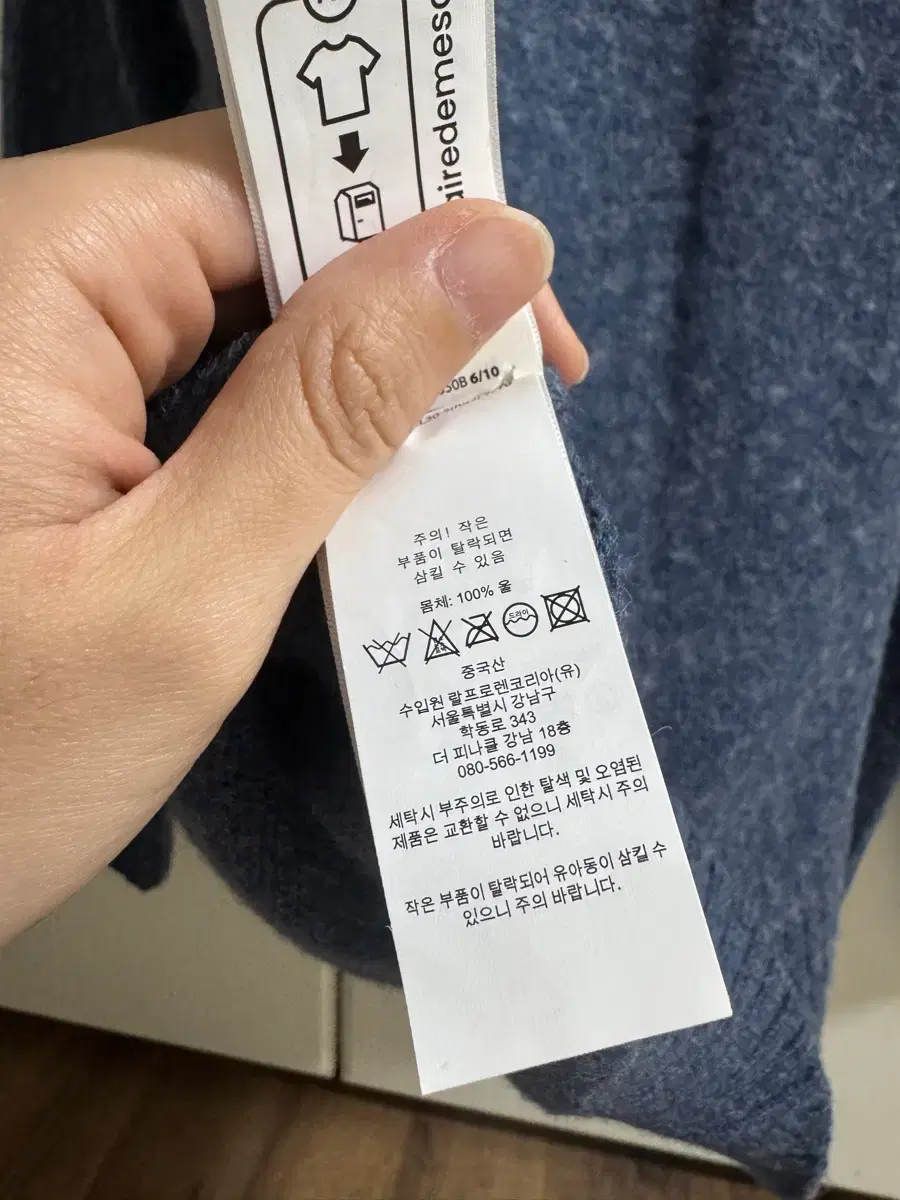 airedemesd
50B 6/10
주의! 작은
부품이 탈락되면
삼킬 수 있음
몸체: 100% 울
드라이
중국산
수입원 랄프로렌코리아(유)
서울특별시 강남구
학동로 343
더 피나클 강남 18층
080-566-1199
세탁시 부주의로 인한 탈색 및 오염된
제품은 교환할 수 없으니 세탁시 주의
바랍니다.
작은 부품이 탈락되어 유아동이 삼킬 수
있으니 주의 바랍니다.